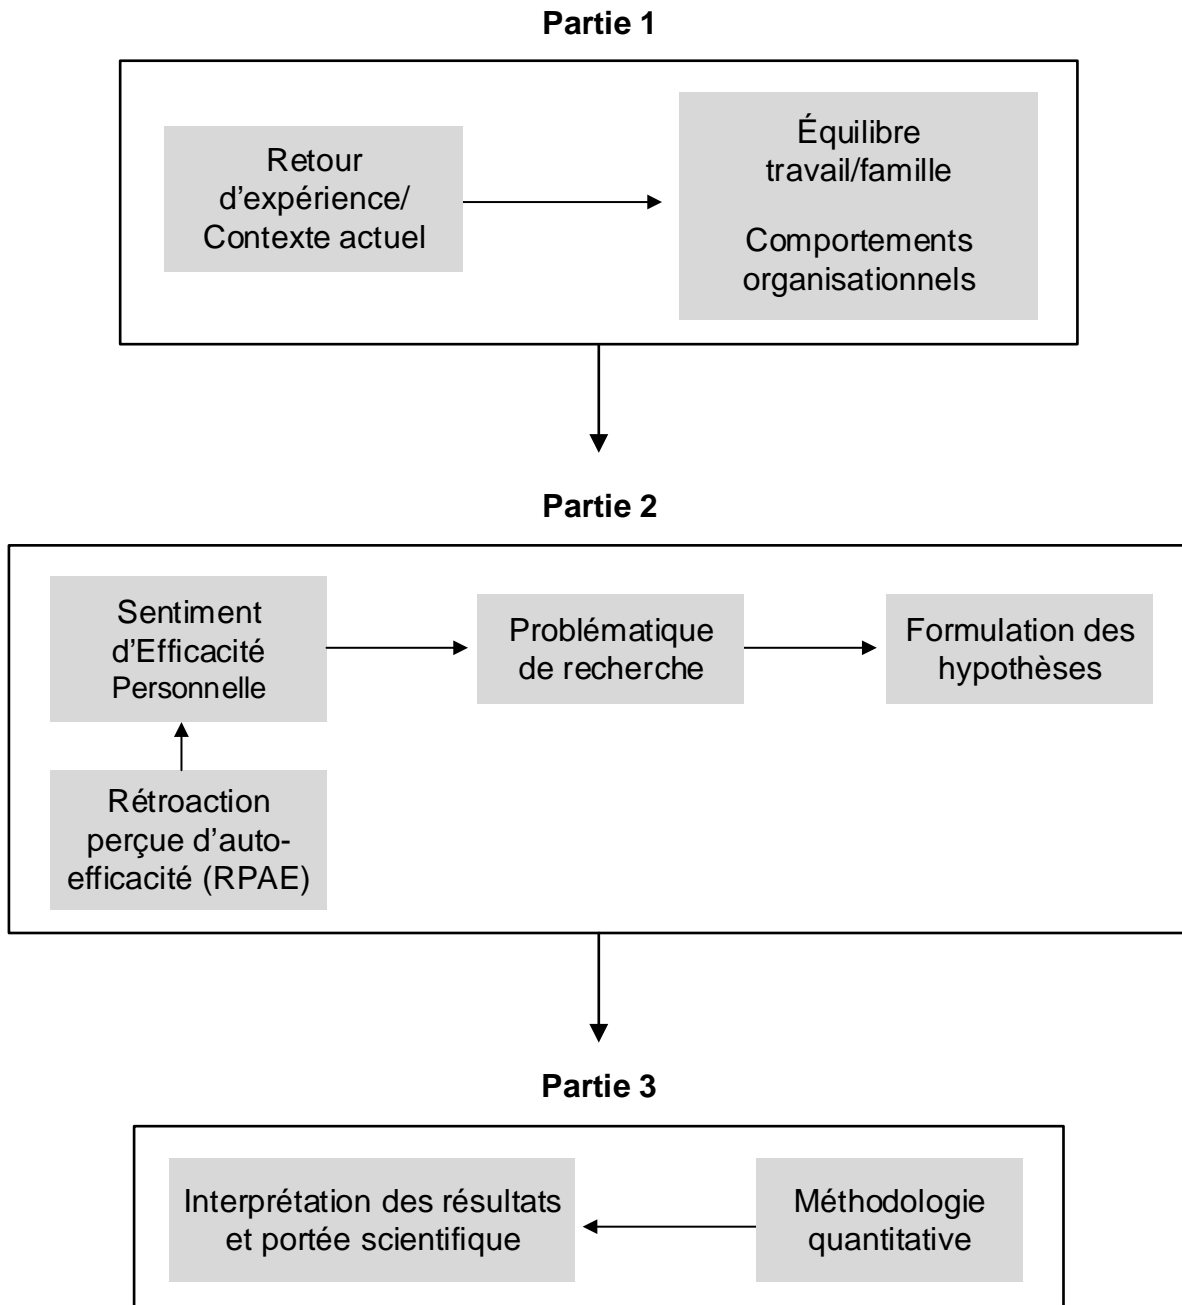 Partie 1
Retour
d’expérience/
Contexte actuel
Équilibre
travail/famille
Comportements
organisationnels
Partie 2
Sentiment
d’Efficacité
Personnelle
Problématique
de recherche
Formulation des
hypothèses
Rétroaction
perçue d’auto-
efficacité (RPAE)
Partie 3
Interprétation des résultats
et portée scientifique
Méthodologie
quantitative